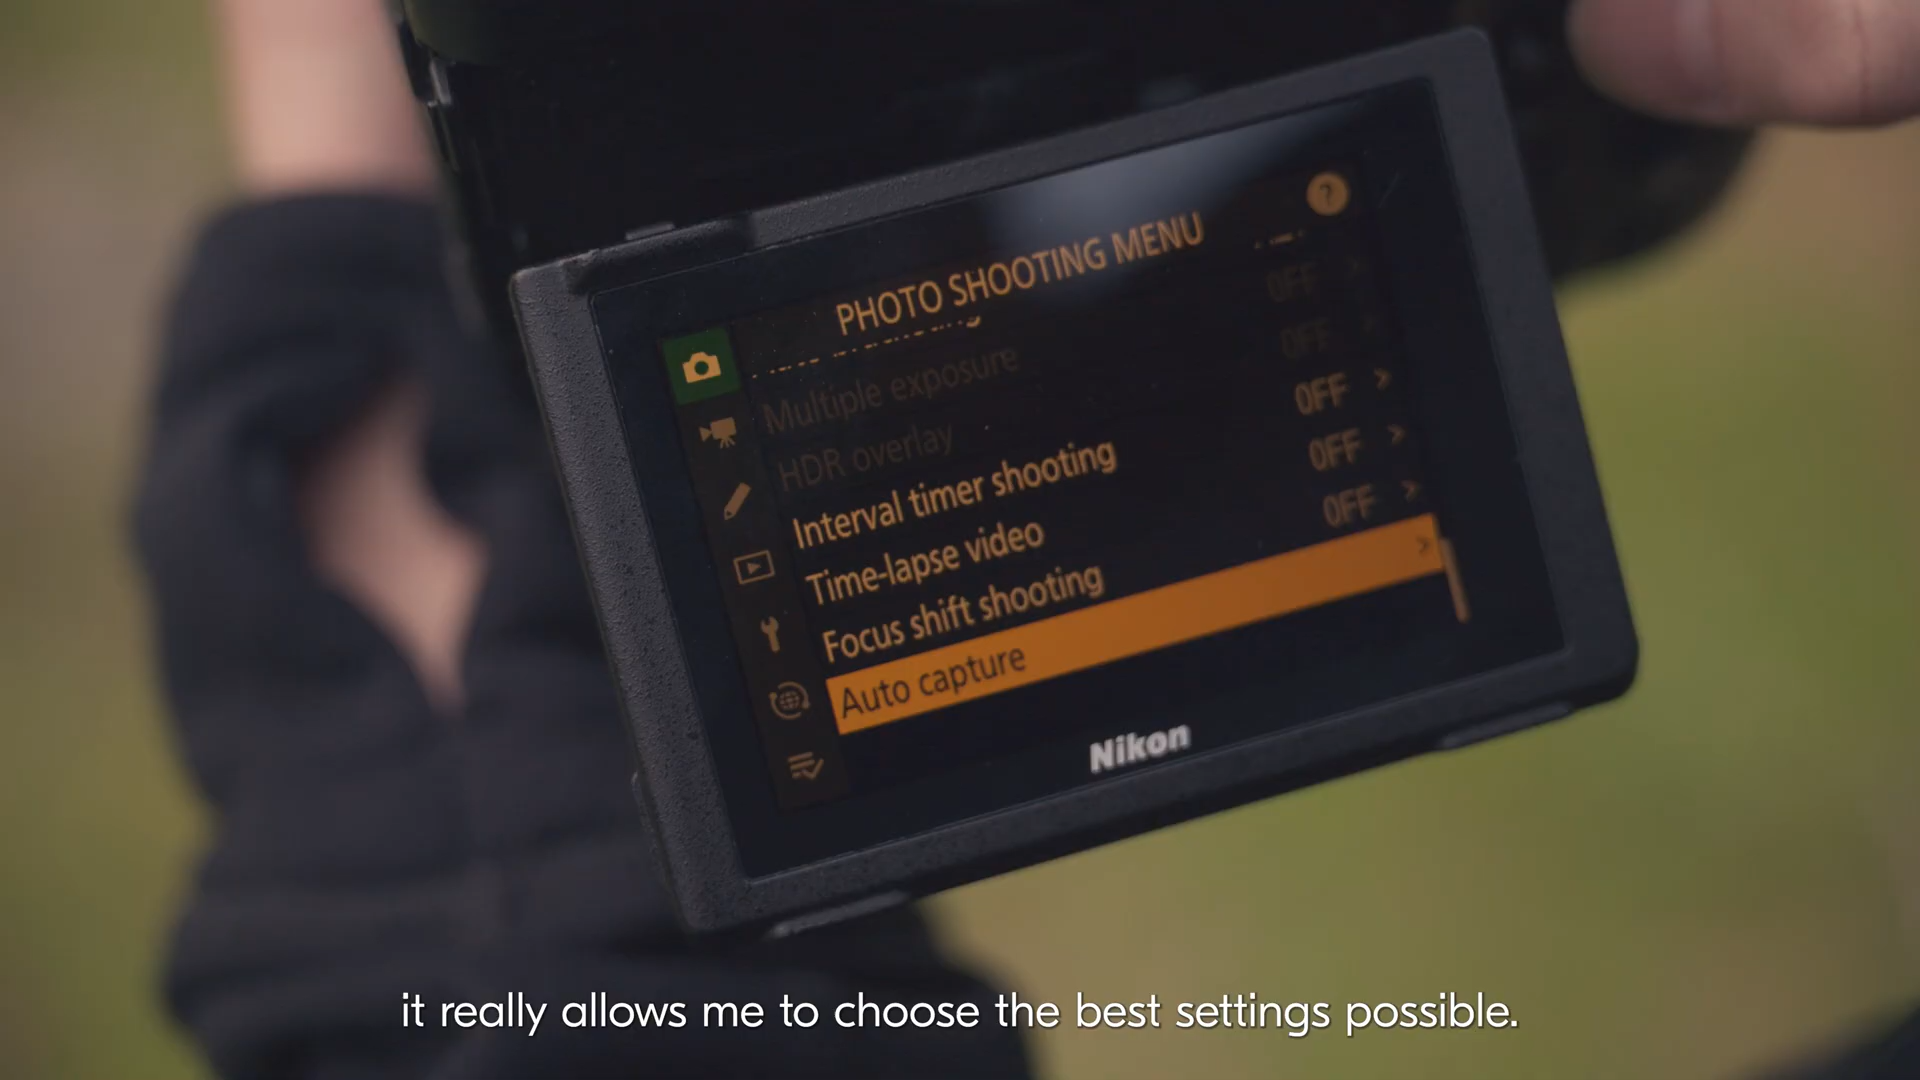 ?
PHOTO SHOOTING MENU
OFF
Multiple exposure OFF
HDR overlay OFF
Interval timer shooting OFF >
Time-lapse video OFF >
Focus shift shooting OFF >
Auto capture >
Nikon
it really allows me to choose the best settings possible.